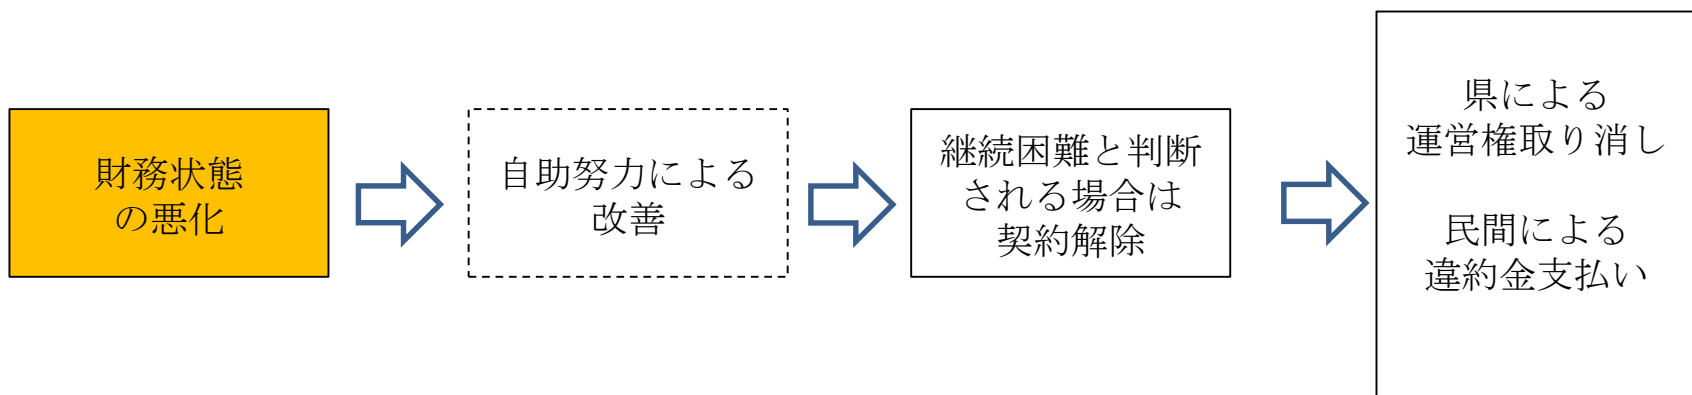 財務状態
の悪化
自助努力による
改善
継続困難と判断
される場合は
契約解除
県による
運営権取り消し
民間による
違約金支払い